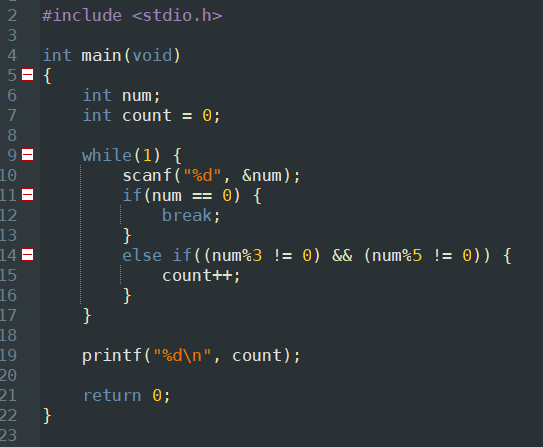 2 #include <stdio.h>
3
4 int main(void)
5 {
6     int num;
7     int count = 0;
8
9     while(1) {
10         scanf("%d", &num);
11         if(num == 0) {
12             break;
13         }
14         else if((num%3 != 0) && (num%5 != 0)) {
15             count++;
16         }
17     }
18
19     printf("%d\n", count);
20
21     return 0;
22 }
23